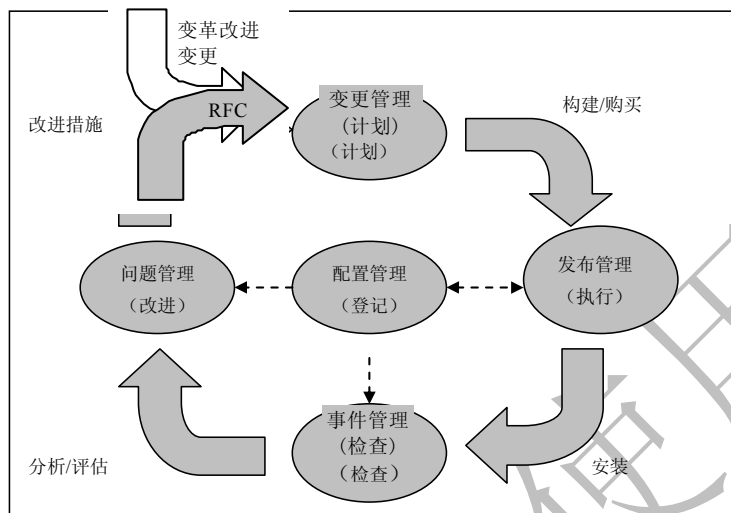 变革改进
变更
RFC
改进措施
变更管理
(计划)
（计划）
构建/购买
问题管理
（改进）
配置管理
（登记）
发布管理
（执行）
事件管理
(检查)
（检查）
分析/评估
安装
使用